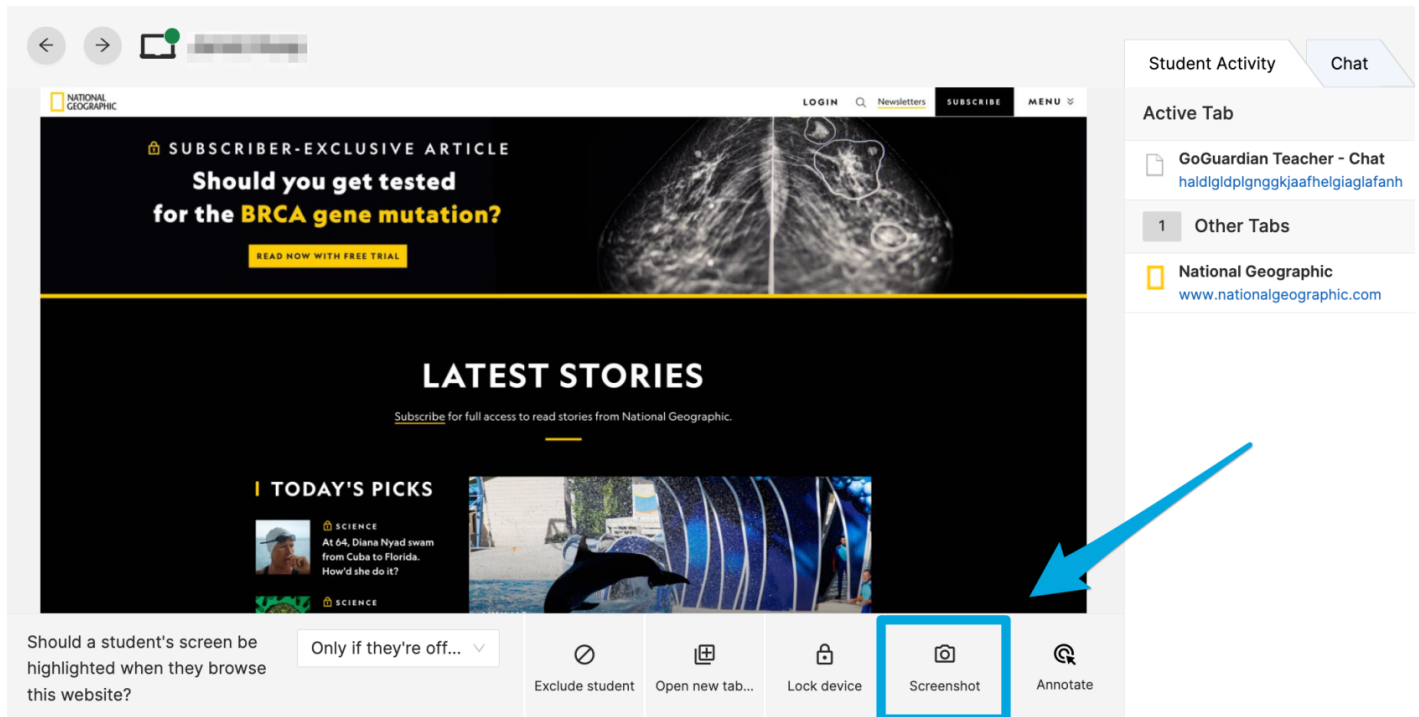 Student Activity
Chat
NATIONAL
GEOGRAPHIC
LOGIN
Newsletters
SUBSCRIBE
MENU
Active Tab
SUBSCRIBER-EXCLUSIVE ARTICLE
Should you get tested
for the BRCA gene mutation?
READ NOW WITH FREE TRIAL
GoGuardian Teacher - Chat
haldlgldplgnggkjaafhelgiaglafanh
1 Other Tabs
National Geographic
www.nationalgeographic.com
LATEST STORIES
Subscribe for full access to read stories from National Geographic.
TODAY'S PICKS
SCIENCE
At 64, Diana Nyad swam
from Cuba to Florida.
How'd she do it?
SCIENCE
Should a student's screen be
highlighted when they browse
this website?
Only if they're off...
Exclude student
Open new tab...
Lock device
Screenshot
Annotate